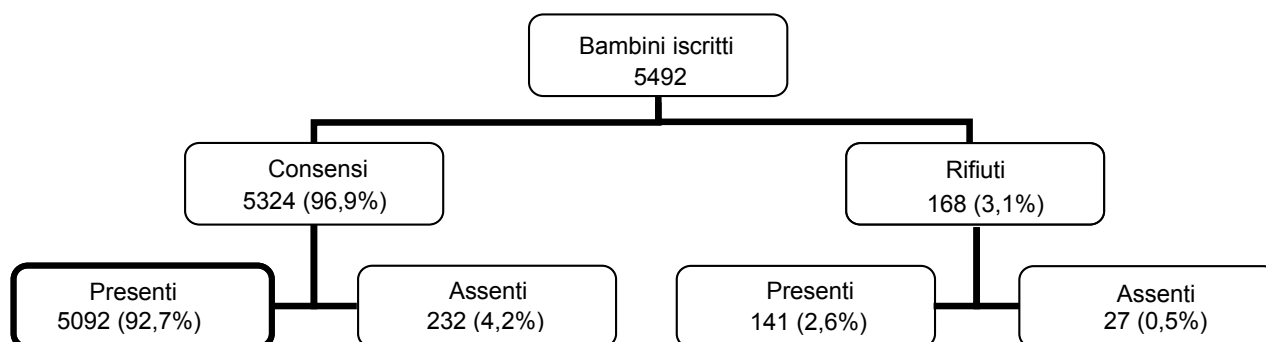 Bambini iscritti
5492
Consensi
5324 (96,9%)
Rifiuti
168 (3,1%)
Presenti
5092 (92,7%)
Assenti
232 (4,2%)
Presenti
141 (2,6%)
Assenti
27 (0,5%)